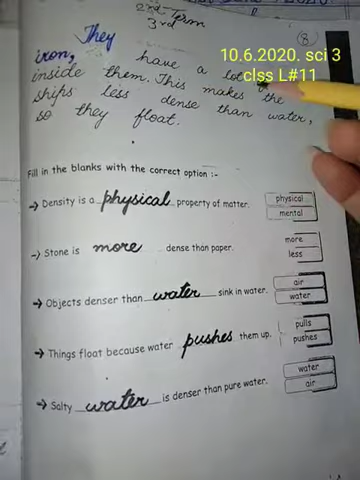 2nd Term
3rd
(8)
They
iron, have a lot
inside them. This makes the
ships less dense than water,
so they float.
10.6.2020. sci 3
clss L#11
Fill in the blanks with the correct option :-
→ Density is a physical property of matter. physical
mental
→ Stone is more dense than paper. more
less
→ Objects denser than water sink in water. air
water
→ Things float because water pushes them up. pulls
pushes
→ Salty water is denser than pure water. water
air